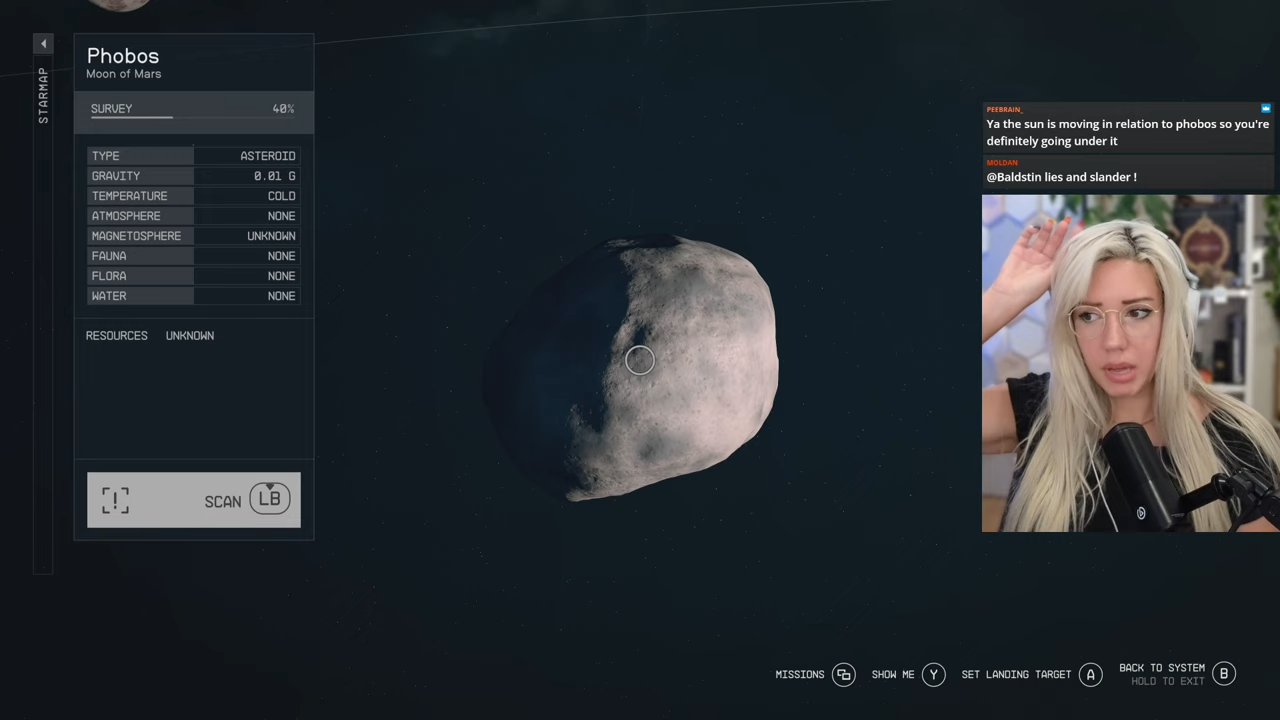 STARMAP
Phobos
Moon of Mars
SURVEY 40%
TYPE ASTEROID
GRAVITY 0.01 G
TEMPERATURE COLD
ATMOSPHERE NONE
MAGNETOSPHERE UNKNOWN
FAUNA NONE
FLORA NONE
WATER NONE
RESOURCES UNKNOWN
SCAN LB
PEEBRAIN_
Ya the sun is moving in relation to phobos so you're
definitely going under it
MOLDAN
@Baldstin lies and slander !
MISSIONS
SHOW ME Y
SET LANDING TARGET A
BACK TO SYSTEM B
HOLD TO EXIT